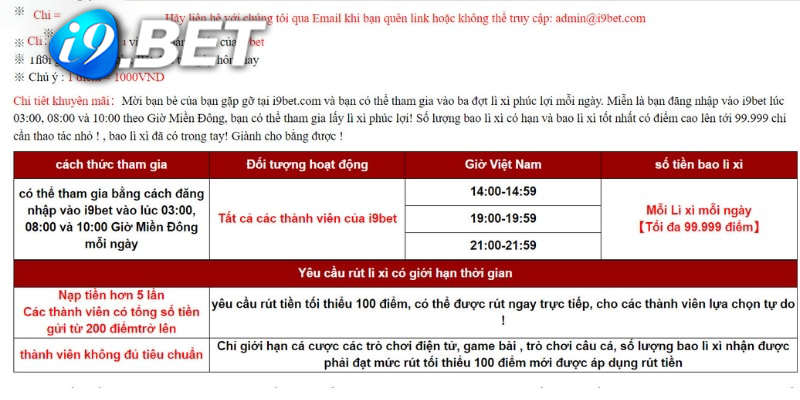 ※ Chi =
Hãy liên hệ với chúng tôi qua Email khi bạn quên link hoặc không thể truy cập: admin@i9bet.com
i9.BET
※
※ của i9bet
※
※ Chú ý : 1 điểm = 1000VND
Chi tiết khuyến mãi： Mời bạn bè của bạn gặp gỡ tại i9bet.com và bạn có thể tham gia vào ba đợt lì xì phúc lợi mỗi ngày. Miễn là bạn đăng nhập vào i9bet lúc
03:00, 08:00 và 10:00 theo Giờ Miền Đông, bạn có thể tham gia lấy lì xì phúc lợi! Số lượng bao lì xì có hạn và bao lì xì tốt nhất có điểm cao lên tới 99.999 chỉ
cần thao tác nhỏ ! , bao lì xì đã có trong tay! Giành cho bằng được !
cách thức tham gia Đối tượng hoạt động Giờ Việt Nam số tiền bao lì xì
có thể tham gia bằng cách đăng
nhập vào i9bet vào lúc 03:00,
08:00 và 10:00 Giờ Miền Đông
mỗi ngày
Tất cả các thành viên của i9bet
14:00-14:59
19:00-19:59
21:00-21:59
Mỗi Lì xì mỗi ngày
【Tối đa 99.999 điểm】
Yêu cầu rút lì xì có giới hạn thời gian
Nạp tiền hơn 5 lần
Các thành viên có tổng số tiền
gửi từ 200 điểmtrở lên
yêu cầu rút tiền tối thiểu 100 điểm, có thể được rút ngay trực tiếp, cho các thành viên lựa chọn tự do
!
thành viên không đủ tiêu chuẩn
Chỉ giới hạn cá cược các trò chơi điện tử, game bài , trò chơi câu cá, số lượng bao lì xì nhận được
phải đạt mức rút tối thiểu 100 điểm mới được áp dụng rút tiền